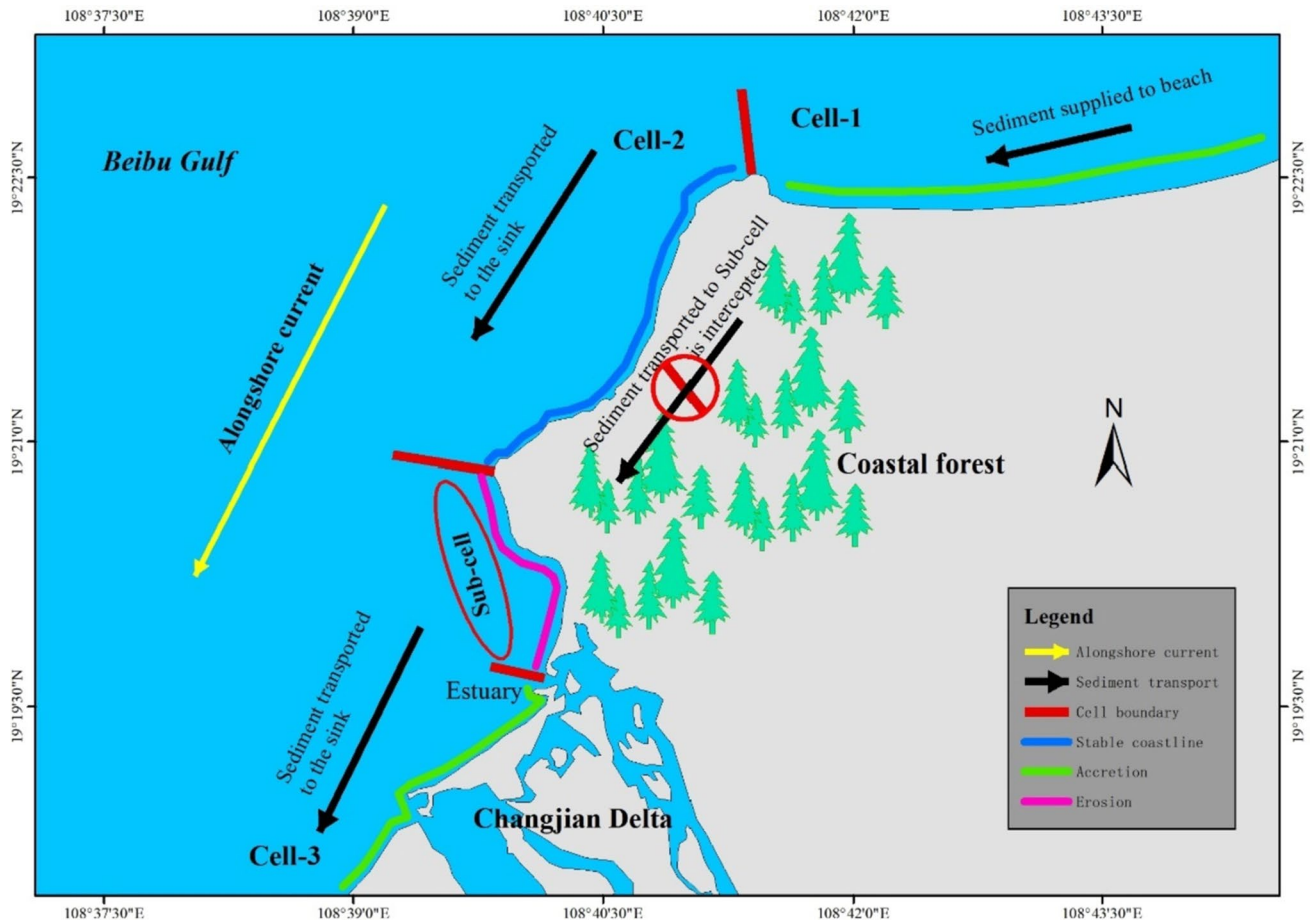 108°37'30"E
108°39'0"E
108°40'30"E
108°42'0"E
108°43'30"E
19°22'30"N
19°22'30"N
Beibu Gulf
Cell-2
Cell-1
Sediment supplied to beach
Sediment transported
to the sink
Alongshore current
Sediment transported to Sub-cell
is intercepted
19°21'0"N
19°21'0"N
N
Coastal forest
Sub-cell
Estuary
19°19'30"N
19°19'30"N
Sediment transported
to the sink
Changjian Delta
Cell-3
Legend
Alongshore current
Sediment transport
Cell boundary
Stable coastline
Accretion
Erosion
108°37'30"E
108°39'0"E
108°40'30"E
108°42'0"E
108°43'30"E